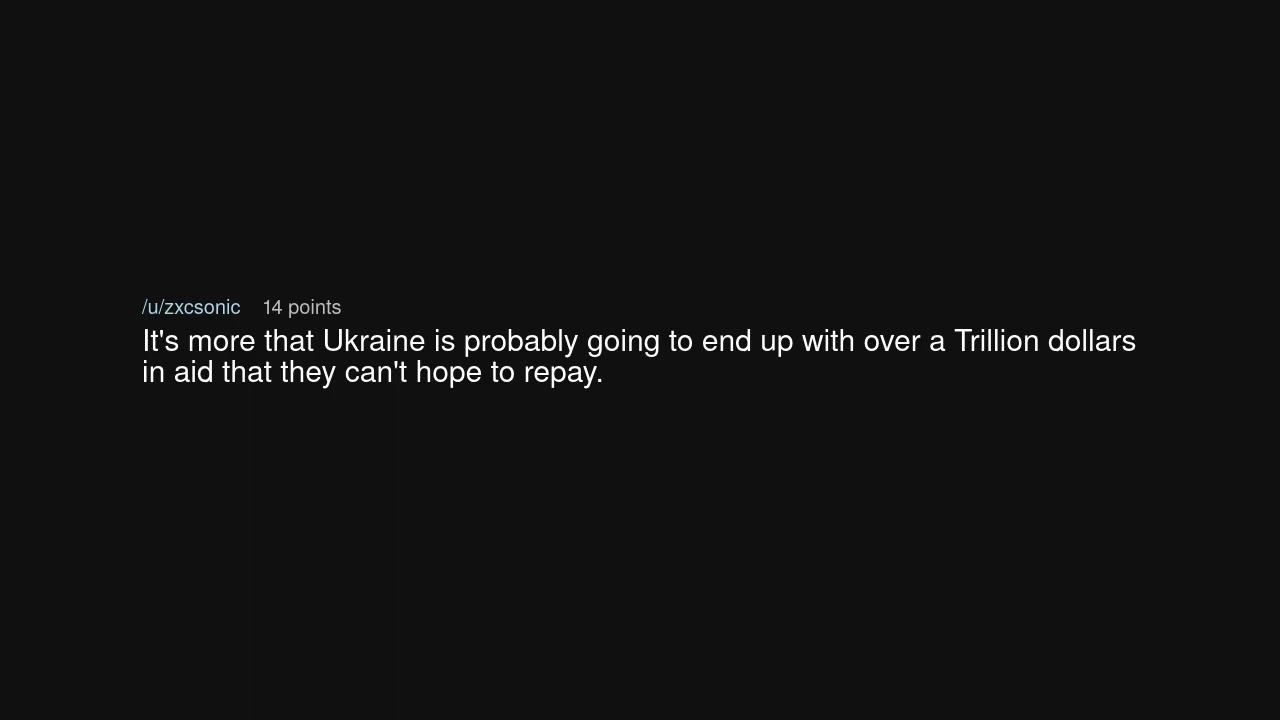 /u/zxcsonic 14 points
It's more that Ukraine is probably going to end up with over a Trillion dollars
in aid that they can't hope to repay.